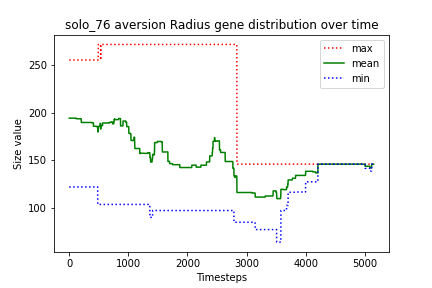 solo_76 aversion Radius gene distribution over time
max
mean
min
Size value
250
200
150
100
0
1000
2000
3000
4000
5000
Timesteps